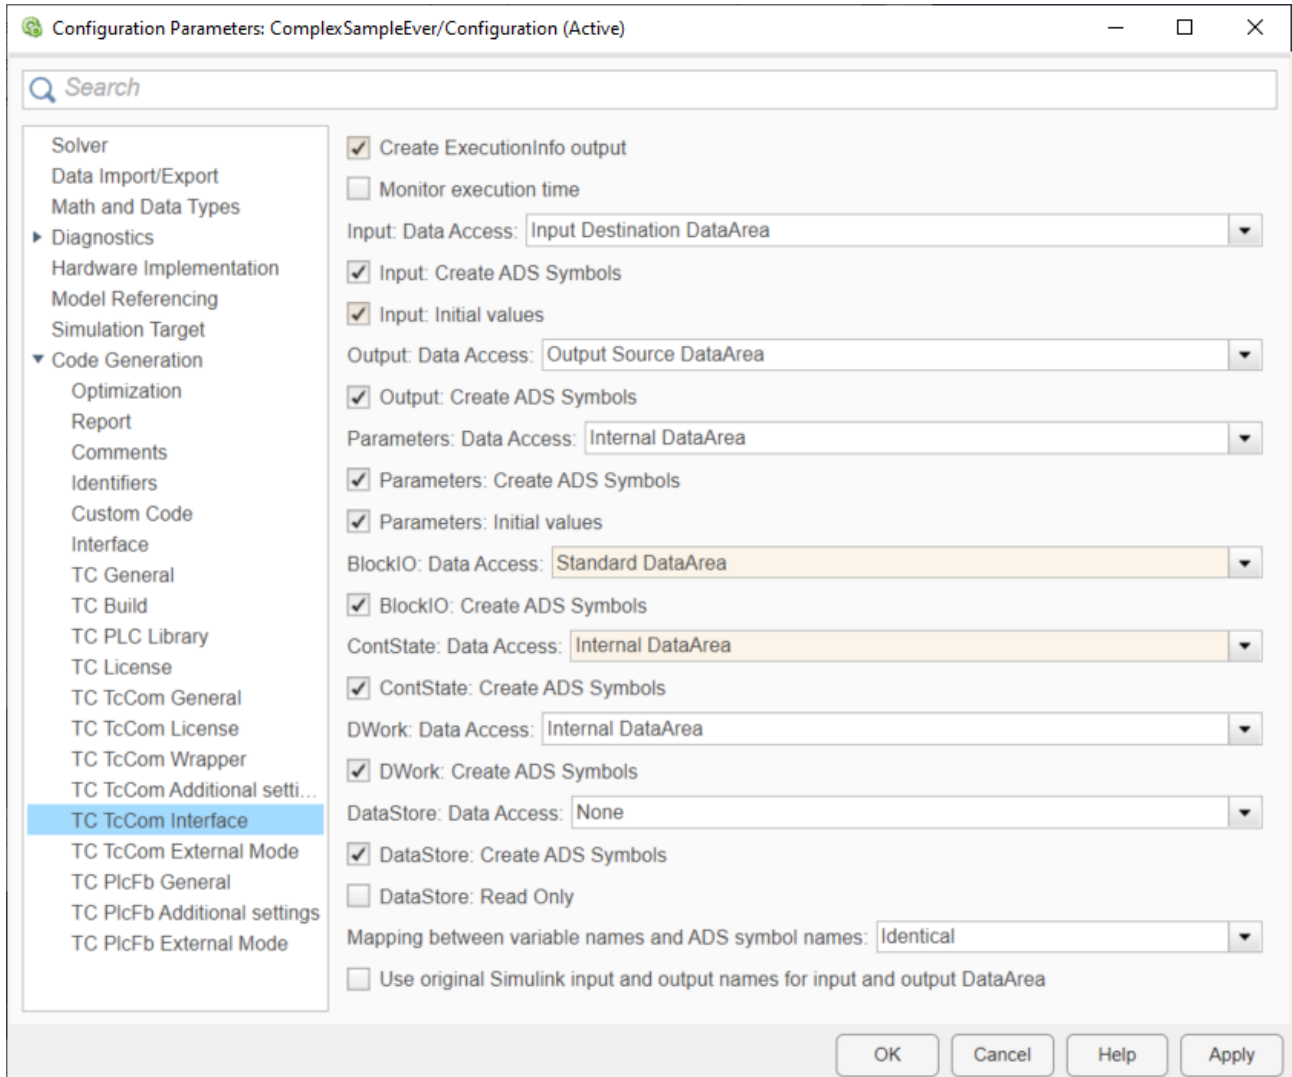 Configuration Parameters: ComplexSampleEver/Configuration (Active)
Search
Solver
Data Import/Export
Math and Data Types
Diagnostics
Hardware Implementation
Model Referencing
Simulation Target
Code Generation
Optimization
Report
Comments
Identifiers
Custom Code
Interface
TC General
TC Build
TC PLC Library
TC License
TC TcCom General
TC TcCom License
TC TcCom Wrapper
TC TcCom Additional setti...
TC TcCom Interface
TC TcCom External Mode
TC PlcFb General
TC PlcFb Additional settings
TC PlcFb External Mode
Create ExecutionInfo output
Monitor execution time
Input: Data Access: Input Destination DataArea
Input: Create ADS Symbols
Input: Initial values
Output: Data Access: Output Source DataArea
Output: Create ADS Symbols
Parameters: Data Access: Internal DataArea
Parameters: Create ADS Symbols
Parameters: Initial values
BlockIO: Data Access: Standard DataArea
BlockIO: Create ADS Symbols
ContState: Data Access: Internal DataArea
ContState: Create ADS Symbols
DWork: Data Access: Internal DataArea
DWork: Create ADS Symbols
DataStore: Data Access: None
DataStore: Create ADS Symbols
DataStore: Read Only
Mapping between variable names and ADS symbol names: Identical
Use original Simulink input and output names for input and output DataArea
OK Cancel Help Apply